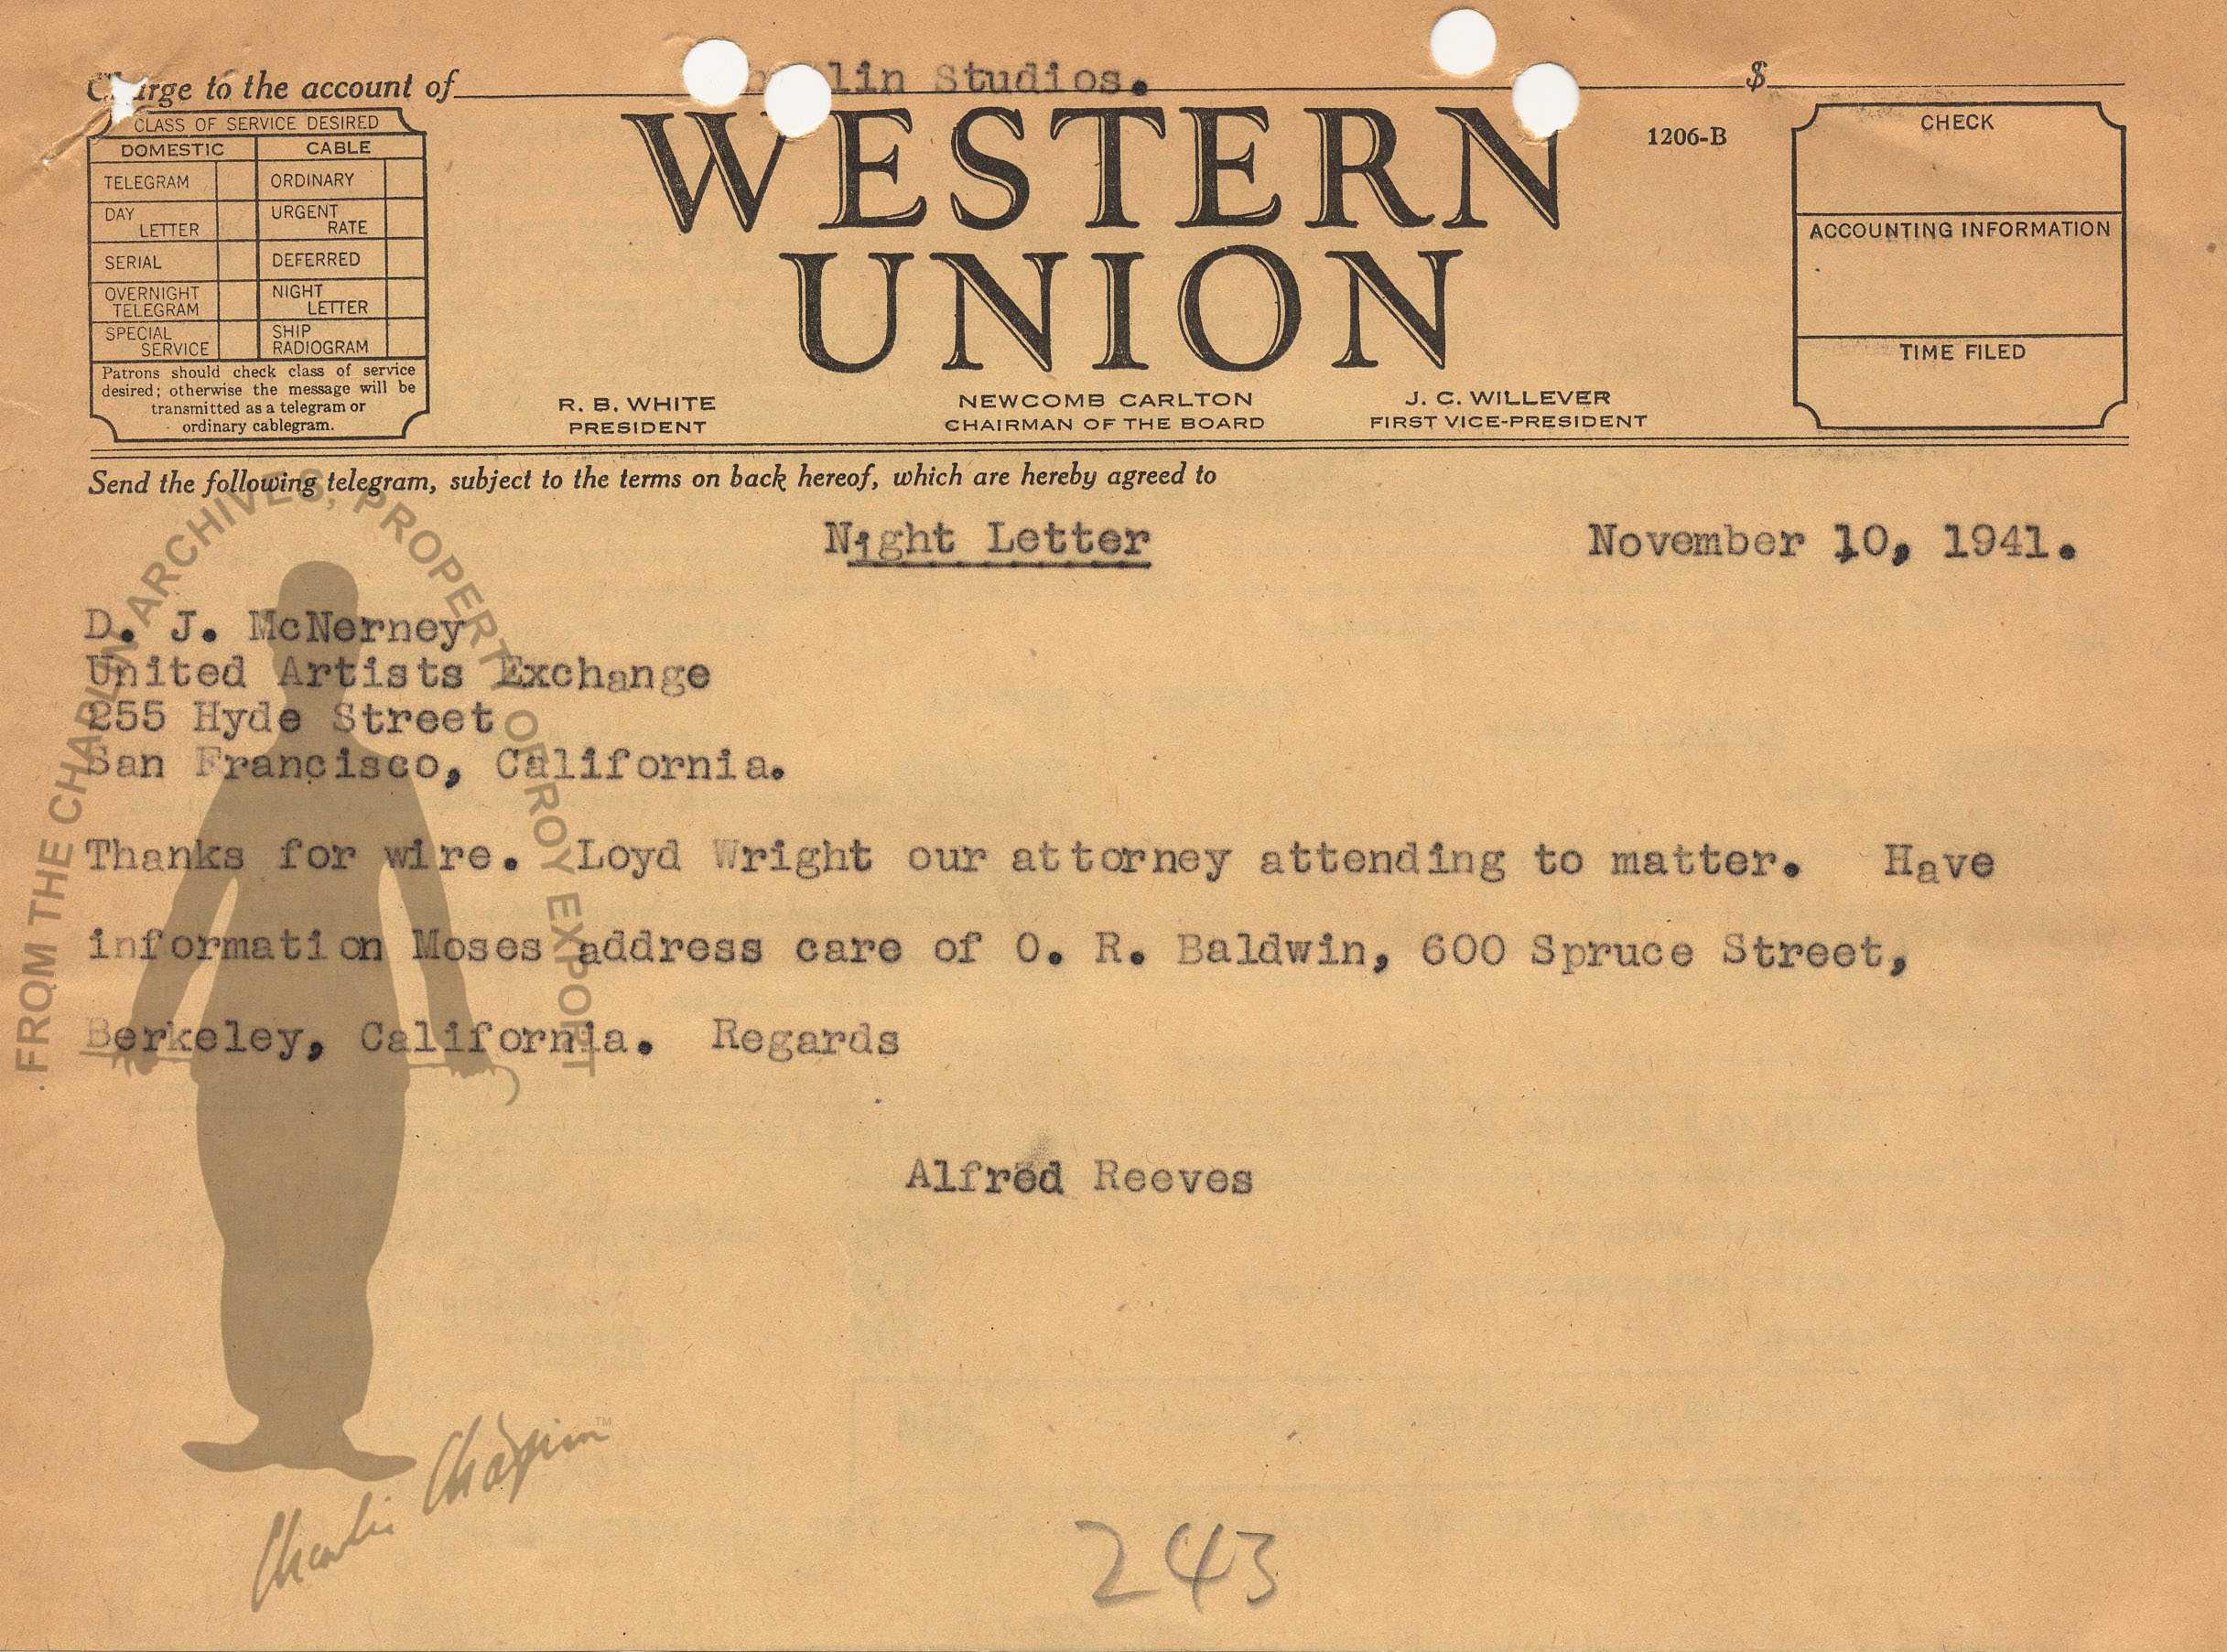 Charge to the account of lin Studios. $
CLASS OF SERVICE DESIRED
DOMESTIC CABLE
TELEGRAM ORDINARY
DAY LETTER URGENT RATE
SERIAL DEFERRED
OVERNIGHT TELEGRAM NIGHT LETTER
SPECIAL SERVICE SHIP RADIOGRAM
Patrons should check class of service
desired; otherwise the message will be
transmitted as a telegram or
ordinary cablegram.
WESTERN
UNION
1206-B
R. B. WHITE
PRESIDENT
NEWCOMB CARLTON
CHAIRMAN OF THE BOARD
J. C. WILLEVER
FIRST VICE-PRESIDENT
CHECK
ACCOUNTING INFORMATION
TIME FILED
Send the following telegram, subject to the terms on back hereof, which are hereby agreed to
Night Letter November 10, 1941.
D. J. McNerney
United Artists Exchange
255 Hyde Street
San Francisco, California.
Thanks for wire. Loyd Wright our attorney attending to matter. Have
information Moses address care of O. R. Baldwin, 600 Spruce Street,
Berkeley, California. Regards
Alfred Reeves
243
FROM THE CHAPLIN ARCHIVES, PROPERTY OF ROY EXPORT
Charlie Chaplin TM